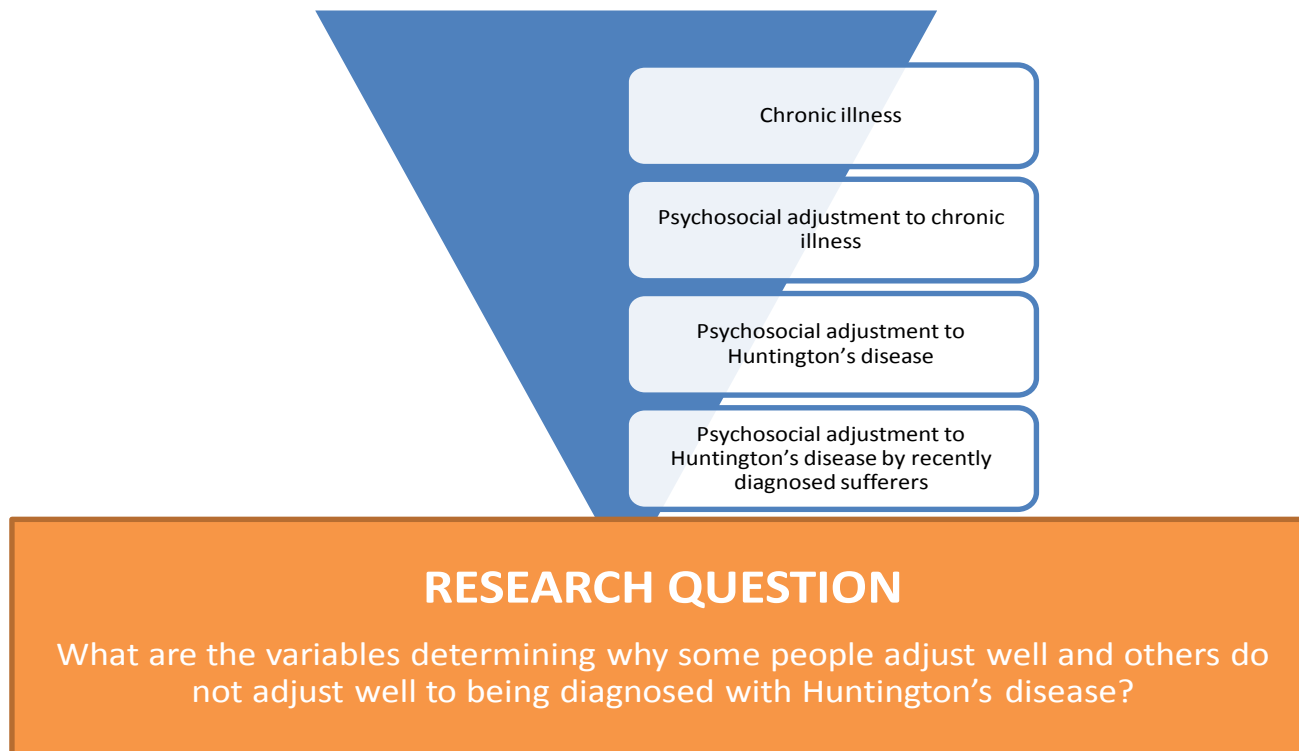 Chronic illness
Psychosocial adjustment to chronic
illness
Psychosocial adjustment to
Huntington’s disease
Psychosocial adjustment to
Huntington’s disease by recently
diagnosed sufferers
RESEARCH QUESTION
What are the variables determining why some people adjust well and others do
not adjust well to being diagnosed with Huntington’s disease?